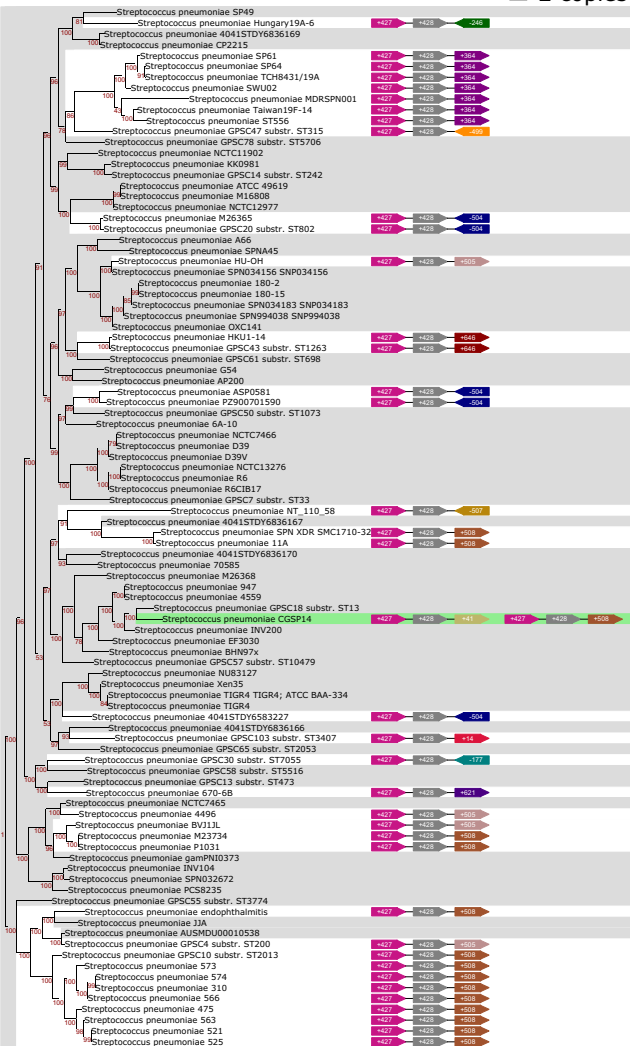 Streptococcus pneumoniae SP49
Streptococcus pneumoniae Hungary19A-6 +427 +428 -246
Streptococcus pneumoniae 4041STDY6836169
Streptococcus pneumoniae CP2215
Streptococcus pneumoniae SP61 +427 +428 +364
Streptococcus pneumoniae SP64 +427 +428 +364
Streptococcus pneumoniae TCH8431/19A +427 +428 +364
Streptococcus pneumoniae SWU02 +427 +428 +364
Streptococcus pneumoniae MDRSPN001 +427 +428 +364
Streptococcus pneumoniae Taiwan19F-14 +427 +428 +364
Streptococcus pneumoniae ST556 +427 +428 +364
Streptococcus pneumoniae GPSC47 substr. ST315 +427 +428 -499
Streptococcus pneumoniae GPSC78 substr. ST5706
Streptococcus pneumoniae NCTC11902
Streptococcus pneumoniae KK0981
Streptococcus pneumoniae GPSC14 substr. ST242
Streptococcus pneumoniae ATCC 49619
Streptococcus pneumoniae M16808
Streptococcus pneumoniae NCTC12977
Streptococcus pneumoniae M26365 +427 +428 -504
Streptococcus pneumoniae GPSC20 substr. ST802 +427 +428 -504
Streptococcus pneumoniae A66
Streptococcus pneumoniae SPNA45
Streptococcus pneumoniae HU-OH +427 +428 +505
Streptococcus pneumoniae SPN034156 SNP034156
Streptococcus pneumoniae 180-2
Streptococcus pneumoniae 180-15
Streptococcus pneumoniae SPN034183 SNP034183
Streptococcus pneumoniae SPN994038 SNP994038
Streptococcus pneumoniae OXC141
Streptococcus pneumoniae HKU1-14 +427 +428 +646
Streptococcus pneumoniae GPSC43 substr. ST1263 +427 +428 +646
Streptococcus pneumoniae GPSC61 substr. ST698
Streptococcus pneumoniae G54
Streptococcus pneumoniae AP200
Streptococcus pneumoniae ASP0581 +427 +428 -504
Streptococcus pneumoniae PZ900701590 +427 +428 -504
Streptococcus pneumoniae GPSC50 substr. ST1073
Streptococcus pneumoniae 6A-10
Streptococcus pneumoniae NCTC7466
Streptococcus pneumoniae D39
Streptococcus pneumoniae D39V
Streptococcus pneumoniae NCTC13276
Streptococcus pneumoniae R6
Streptococcus pneumoniae R6CIB17
Streptococcus pneumoniae GPSC7 substr. ST33
Streptococcus pneumoniae NT_110_58 +427 +428 -507
Streptococcus pneumoniae 4041STDY6836167
Streptococcus pneumoniae SPN XDR SMC1710-32 +427 +428 +508
Streptococcus pneumoniae 11A +427 +428 +508
Streptococcus pneumoniae 4041STDY6836170
Streptococcus pneumoniae 70585
Streptococcus pneumoniae M26368
Streptococcus pneumoniae 947
Streptococcus pneumoniae 4559
Streptococcus pneumoniae GPSC18 substr. ST13
Streptococcus pneumoniae CGSP14 +427 +428 +41 +427 +428 +508
Streptococcus pneumoniae INV200
Streptococcus pneumoniae EF3030
Streptococcus pneumoniae BHN97x
Streptococcus pneumoniae GPSC57 substr. ST10479
Streptococcus pneumoniae NU83127
Streptococcus pneumoniae Xen35
Streptococcus pneumoniae TIGR4 TIGR4; ATCC BAA-334
Streptococcus pneumoniae TIGR4
Streptococcus pneumoniae 4041STDY6583227 +427 +428 -504
Streptococcus pneumoniae 4041STDY6836166
Streptococcus pneumoniae GPSC103 substr. ST3407 +427 +428 +14
Streptococcus pneumoniae GPSC65 substr. ST2053
Streptococcus pneumoniae GPSC30 substr. ST7055 +427 +428 -177
Streptococcus pneumoniae GPSC58 substr. ST5516
Streptococcus pneumoniae GPSC13 substr. ST473
Streptococcus pneumoniae 670-6B +427 +428 +621
Streptococcus pneumoniae NCTC7465
Streptococcus pneumoniae 4496 +427 +428 +505
Streptococcus pneumoniae BVJ1JL +427 +428 +505
Streptococcus pneumoniae M23734 +427 +428 +508
Streptococcus pneumoniae P1031 +427 +428 +508
Streptococcus pneumoniae gamPNI0373
Streptococcus pneumoniae INV104
Streptococcus pneumoniae SPN032672
Streptococcus pneumoniae PCS8235
Streptococcus pneumoniae GPSC55 substr. ST3774
Streptococcus pneumoniae endophthalmitis +427 +428 +508
Streptococcus pneumoniae JJA
Streptococcus pneumoniae AUSMDU00010538
Streptococcus pneumoniae GPSC4 substr. ST200 +427 +428 +505
Streptococcus pneumoniae GPSC10 substr. ST2013 +427 +428 +508
Streptococcus pneumoniae 573 +427 +428 +508
Streptococcus pneumoniae 574 +427 +428 +508
Streptococcus pneumoniae 310 +427 +428 +508
Streptococcus pneumoniae 566 +427 +428 +508
Streptococcus pneumoniae 475 +427 +428 +508
Streptococcus pneumoniae 563 +427 +428 +508
Streptococcus pneumoniae 521 +427 +428 +508
Streptococcus pneumoniae 525 +427 +428 +508